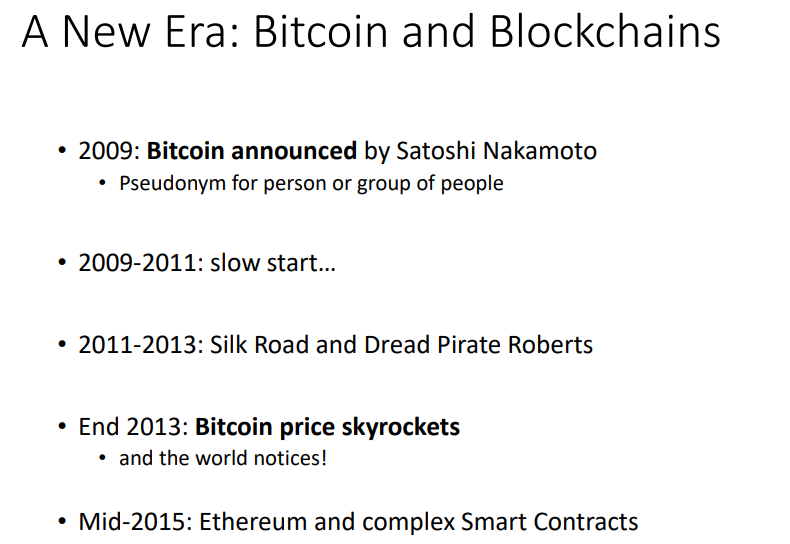 A New Era: Bitcoin and Blockchains
• 2009: Bitcoin announced by Satoshi Nakamoto
• Pseudonym for person or group of people
• 2009-2011: slow start…
• 2011-2013: Silk Road and Dread Pirate Roberts
• End 2013: Bitcoin price skyrockets
• and the world notices!
• Mid-2015: Ethereum and complex Smart Contracts